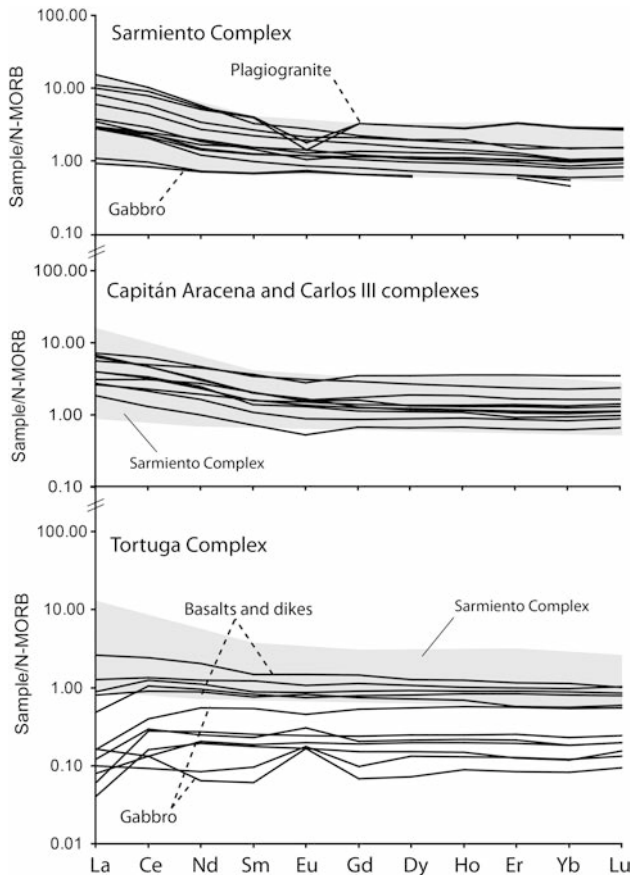 100.00
Sarmiento Complex
Plagiogranite
10.00
Sample/N-MORB
1.00
Gabbro
0.10
100.00
Capitán Aracena and Carlos III complexes
10.00
Sample/N-MORB
1.00
Sarmiento Complex
0.10
100.00
Tortuga Complex
Basalts and dikes
Sarmiento Complex
10.00
Sample/N-MORB
1.00
0.10
Gabbro
0.01
La Ce Nd Sm Eu Gd Dy Ho Er Yb Lu